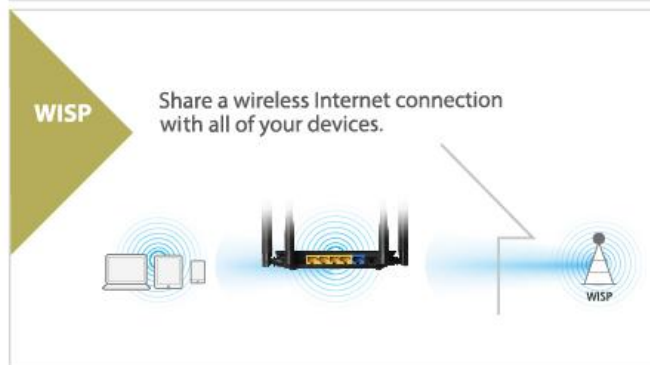 WISP
Share a wireless Internet connection
with all of your devices.
WISP